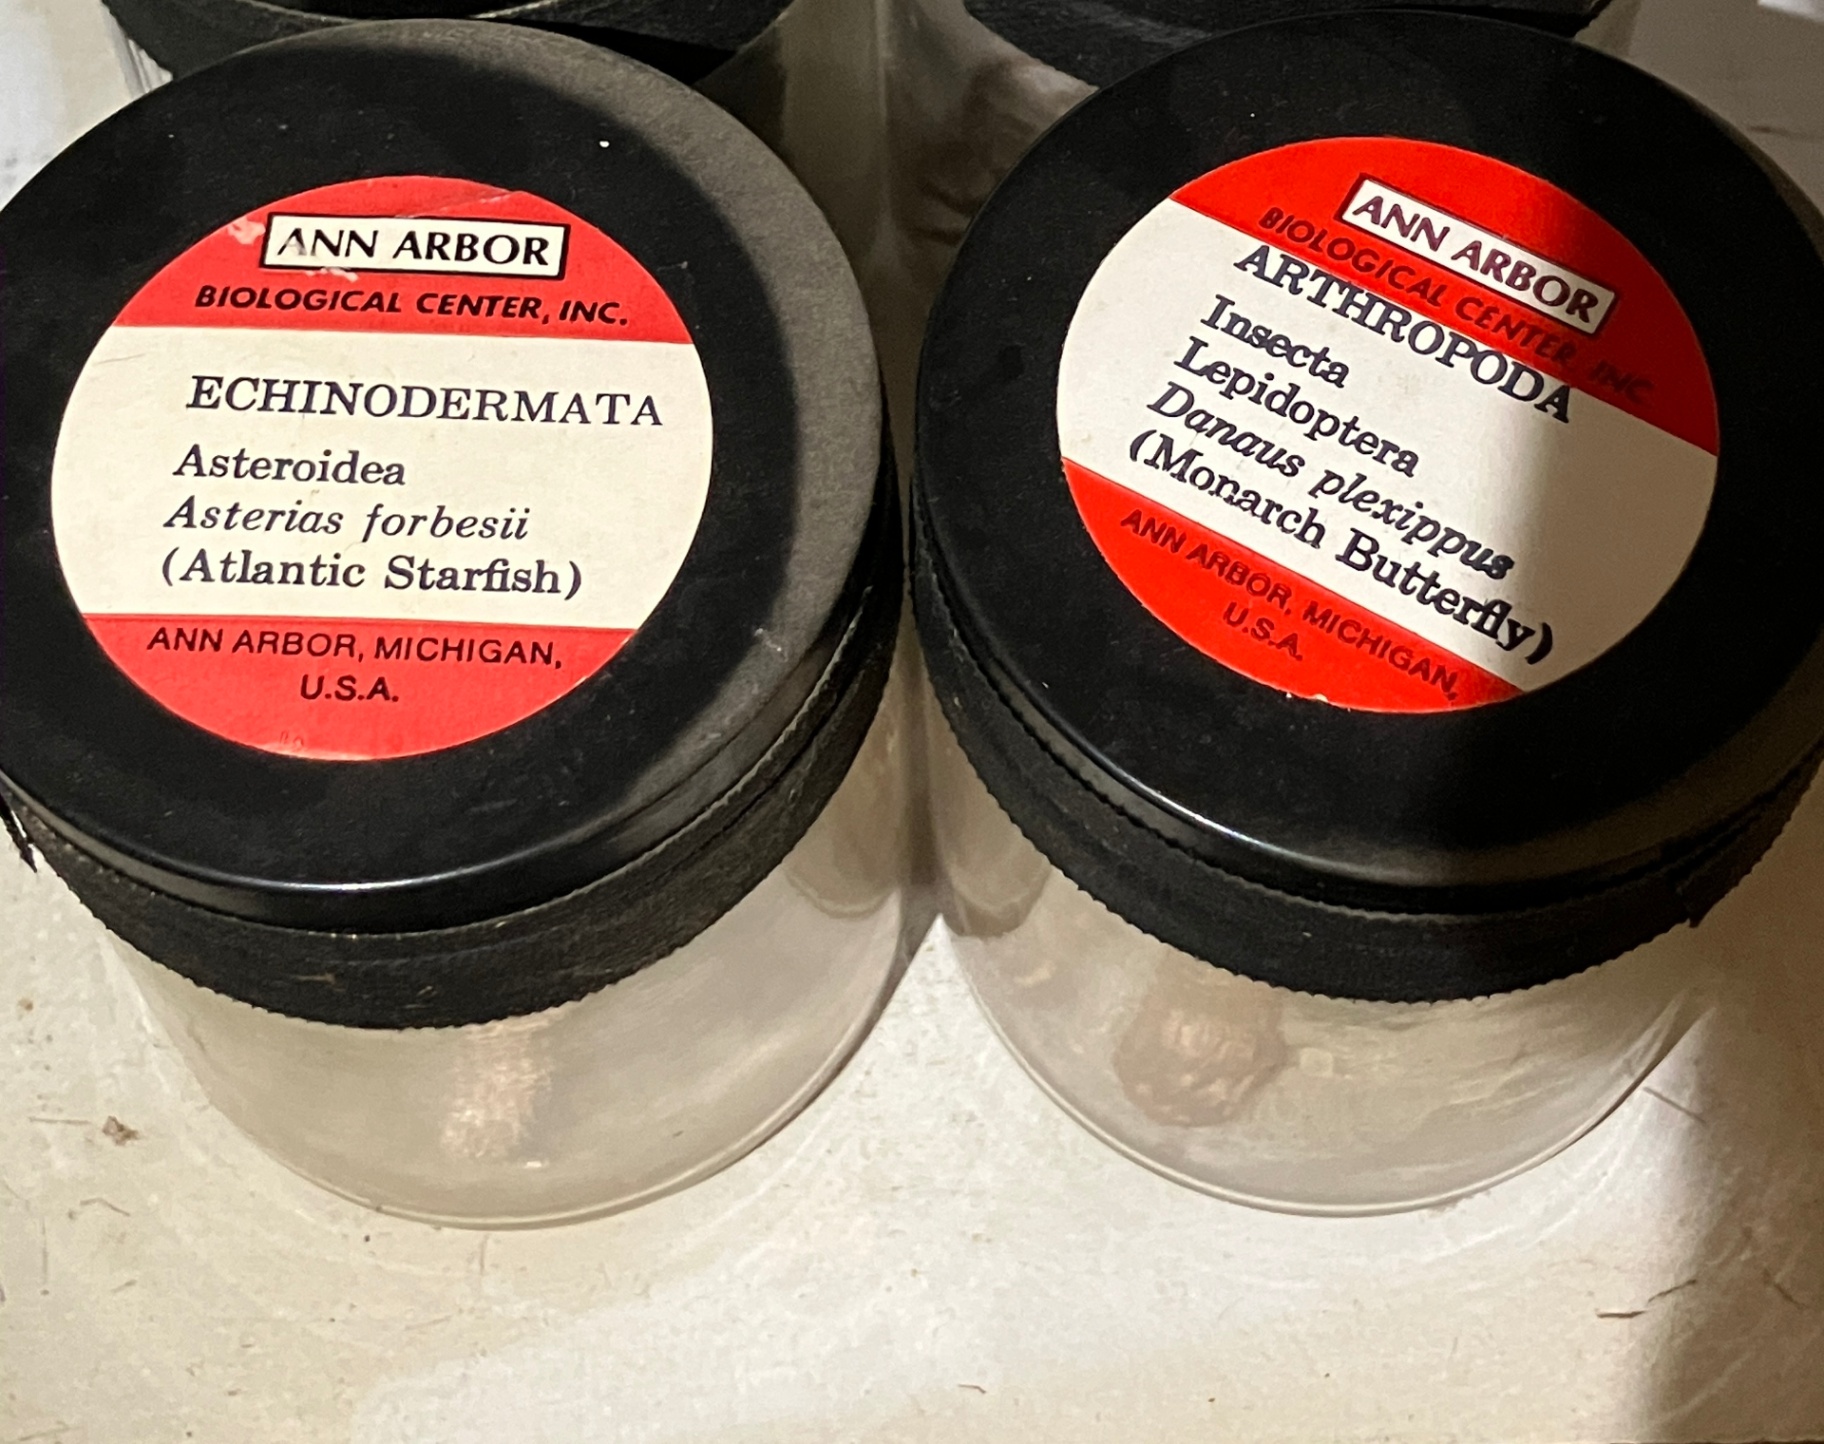 ANN ARBOR
BIOLOGICAL CENTER, INC.
ECHINODERMATA
Asteroidea
Asterias forbesii
(Atlantic Starfish)
ANN ARBOR, MICHIGAN,
U.S.A.
ANN ARBOR
BIOLOGICAL CENTER, INC.
ARTHROPODA
Insecta
Lepidoptera
Danaus plexippus
(Monarch Butterfly)
ANN ARBOR, MICHIGAN,
U.S.A.